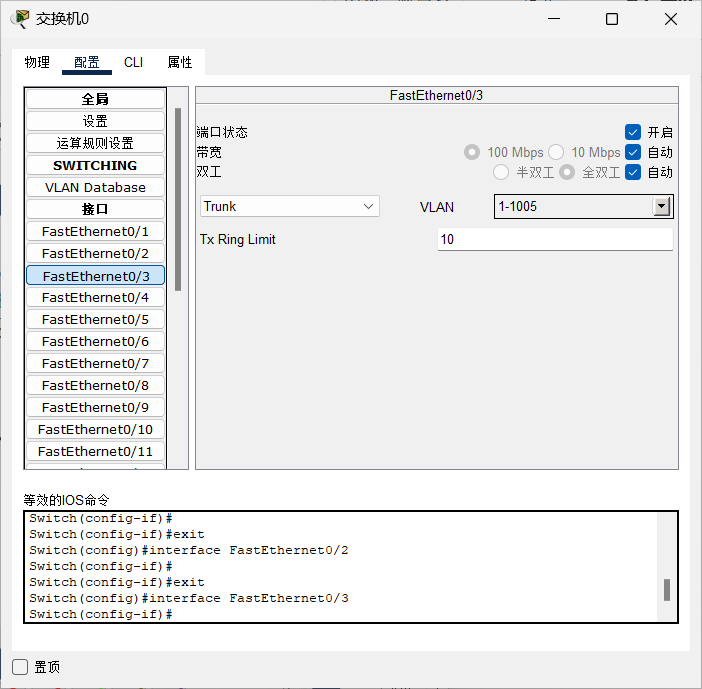 交换机0
物理 配置 CLI 属性
全局
设置
运算规则设置
SWITCHING
VLAN Database
接口
FastEthernet0/1
FastEthernet0/2
FastEthernet0/3
FastEthernet0/4
FastEthernet0/5
FastEthernet0/6
FastEthernet0/7
FastEthernet0/8
FastEthernet0/9
FastEthernet0/10
FastEthernet0/11
FastEthernet0/3
端口状态 开启
带宽 100 Mbps 10 Mbps 自动
双工 半双工 全双工 自动
Trunk VLAN 1-1005
Tx Ring Limit 10
等效的IOS命令
Switch(config-if)#
Switch(config-if)#exit
Switch(config)#interface FastEthernet0/2
Switch(config-if)#
Switch(config-if)#exit
Switch(config)#interface FastEthernet0/3
Switch(config-if)#
置顶